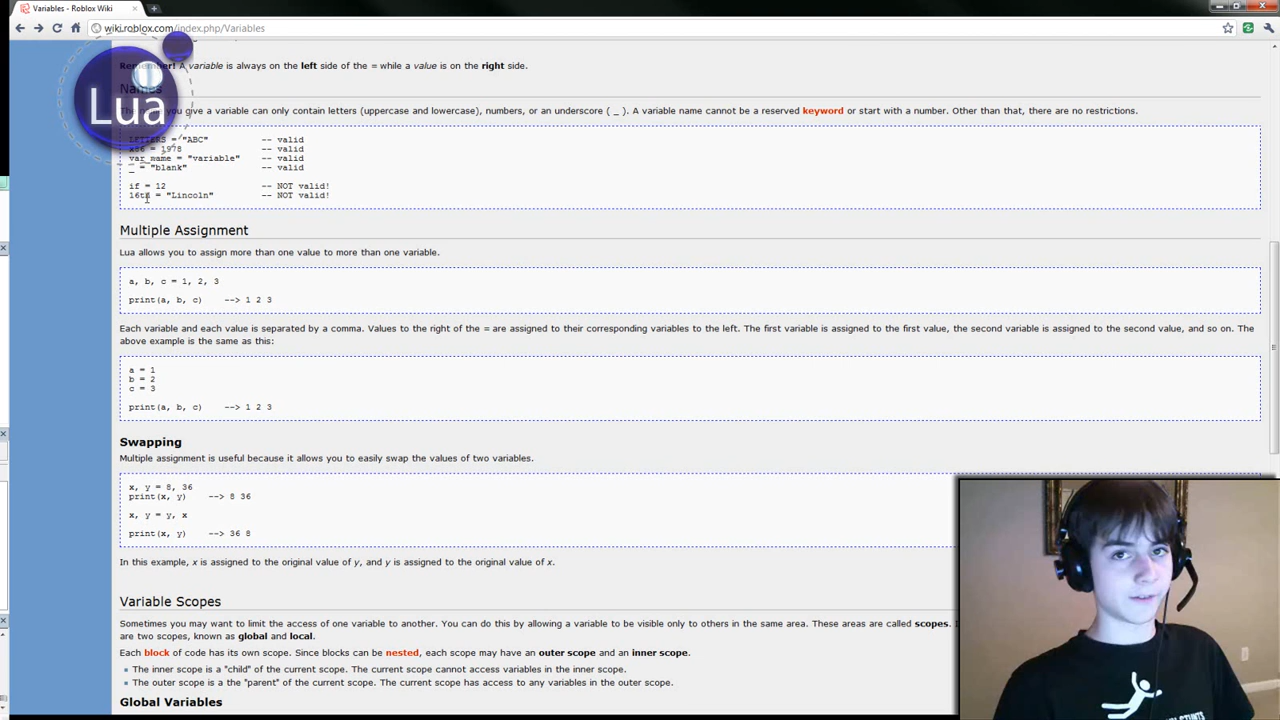 Variables - Roblox Wiki
wiki.roblox.com/index.php/Variables
Remember! A variable is always on the left side of the = while a value is on the right side.
Names
Lua
The name you give a variable can only contain letters (uppercase and lowercase), numbers, or an underscore ( _ ). A variable name cannot be a reserved keyword or start with a number. Other than that, there are no restrictions.
LETTERS = "ABC" -- valid
x86 = 1978 -- valid
var_name = "variable" -- valid
_ = "blank" -- valid
if = 12 -- NOT valid!
16th = "Lincoln" -- NOT valid!
Multiple Assignment
Lua allows you to assign more than one value to more than one variable.
a, b, c = 1, 2, 3
print(a, b, c) --> 1 2 3
Each variable and each value is separated by a comma. Values to the right of the = are assigned to their corresponding variables to the left. The first variable is assigned to the first value, the second variable is assigned to the second value, and so on. The
above example is the same as this:
a = 1
b = 2
c = 3
print(a, b, c) --> 1 2 3
Swapping
Multiple assignment is useful because it allows you to easily swap the values of two variables.
x, y = 8, 36
print(x, y) --> 8 36
x, y = y, x
print(x, y) --> 36 8
In this example, x is assigned to the original value of y, and y is assigned to the original value of x.
Variable Scopes
Sometimes you may want to limit the access of one variable to another. You can do this by allowing a variable to be visible only to others in the same area. These areas are called scopes.
are two scopes, known as global and local.
Each block of code has its own scope. Since blocks can be nested, each scope may have an outer scope and an inner scope.
The inner scope is a "child" of the current scope. The current scope cannot access variables in the inner scope.
The outer scope is a the "parent" of the current scope. The current scope has access to any variables in the outer scope.
Global Variables